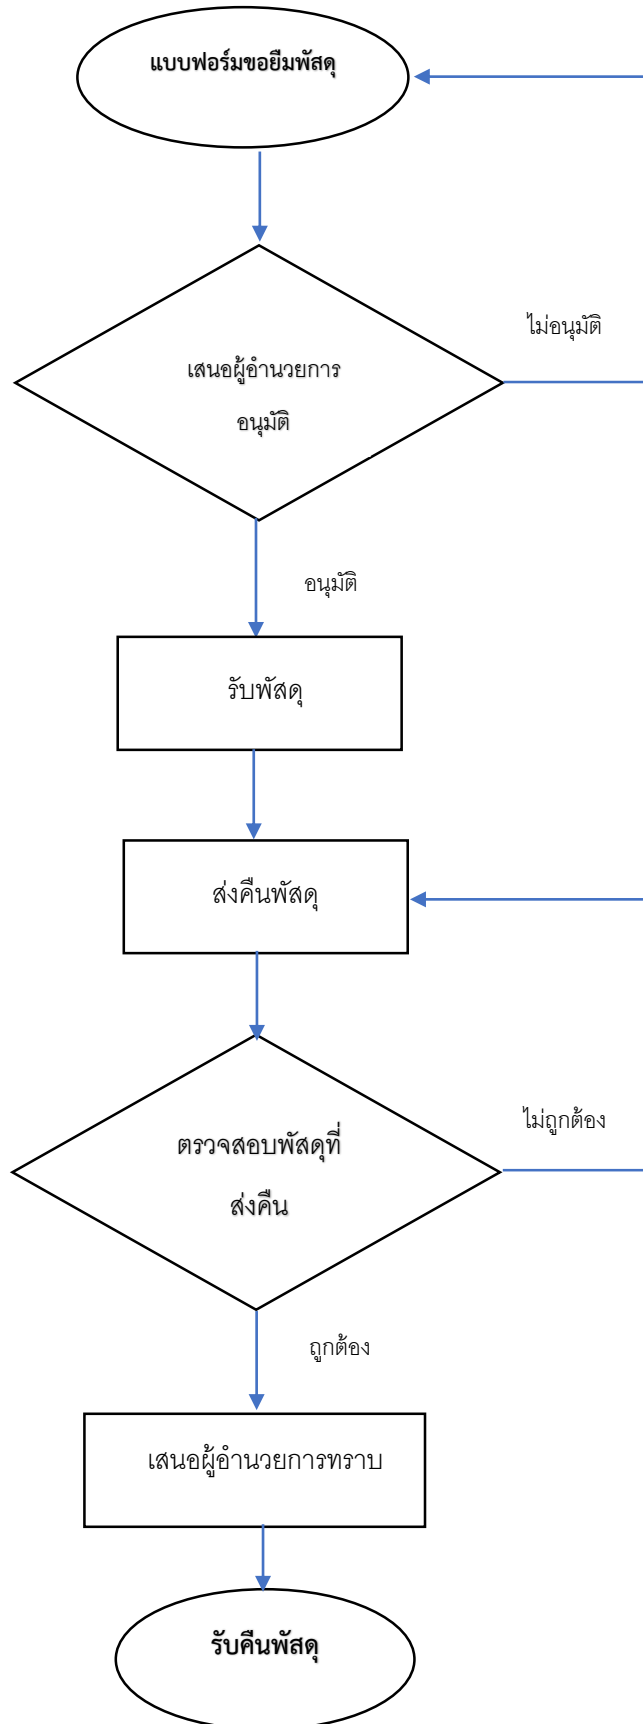 แบบฟอร์มขอยืมพัสดุ
ไม่อนุมัติ
เสนอผู้อำนวยการ
อนุมัติ
อนุมัติ
รับพัสดุ
ส่งคืนพัสดุ
ไม่ถูกต้อง
ตรวจสอบพัสดุที่
ส่งคืน
ถูกต้อง
เสนอผู้อำนวยการทราบ
รับคืนพัสดุ